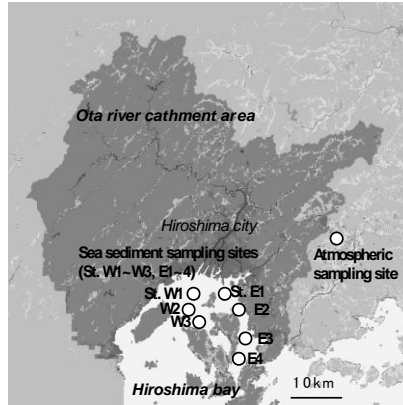 Ota river cathment area
Hiroshima city
Sea sediment sampling sites
(St. W1~W3, E1~4)
Atmospheric
sampling site
St. W1
St. E1
W2
E2
W3
E3
E4
Hiroshima bay
10km